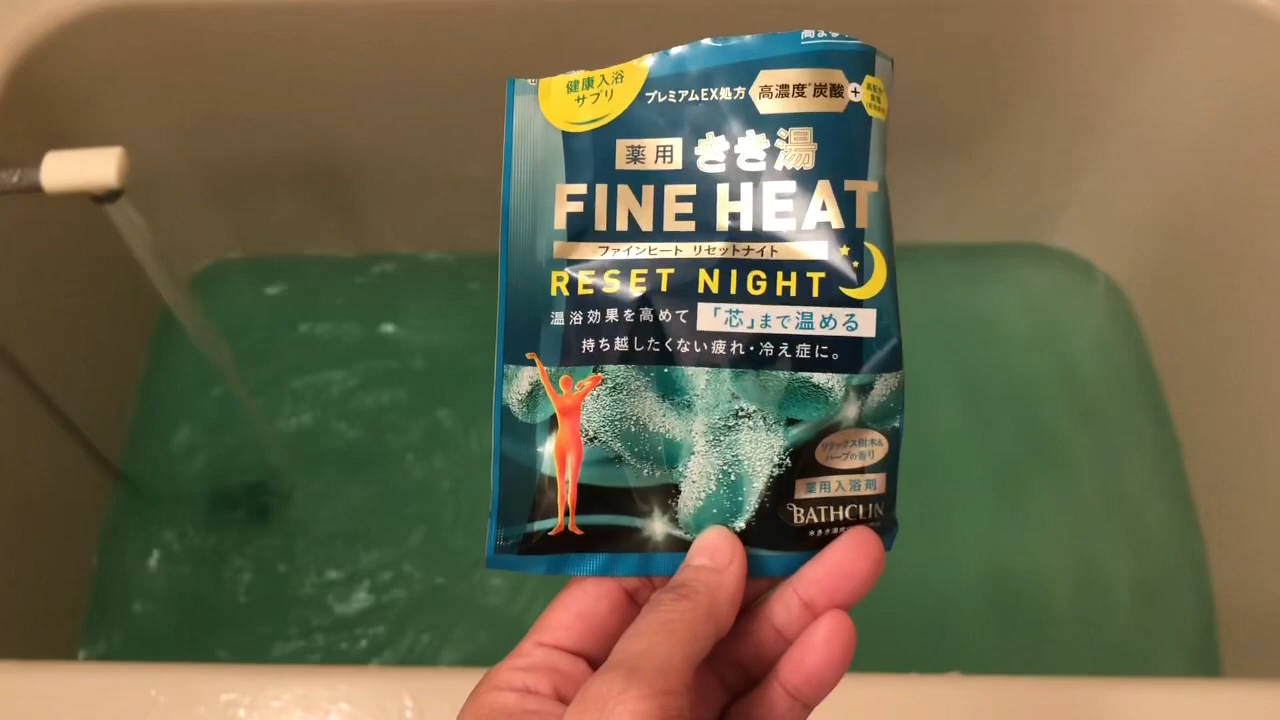 健康入浴
サプリ
プレミアムEX処方
高濃度*炭酸
+
薬用
きき湯
FINE HEAT
ファインヒート リセットナイト
RESET NIGHT
温浴効果を高めて
「芯」まで温める
持ち越したくない疲れ・冷え症に。
リラックス樹木&
ハーブの香り
薬用入浴剤
BATHCLIN